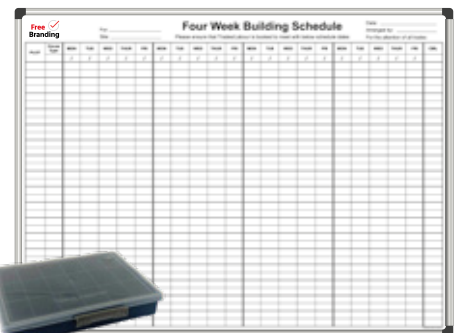 Free
Branding
Four Week Building Schedule
For:
Site:
Please ensure that Trades/Labour is booked to meet with below schedule dates
Date:
Arranged by:
For the attention of all trades
PLOT
MON TUE WED THUR FRI MON TUE WED THUR FRI MON TUE WED THUR FRI MON TUE WED THUR FRI
/ / / / / / / / / / / / / / / / / / / /